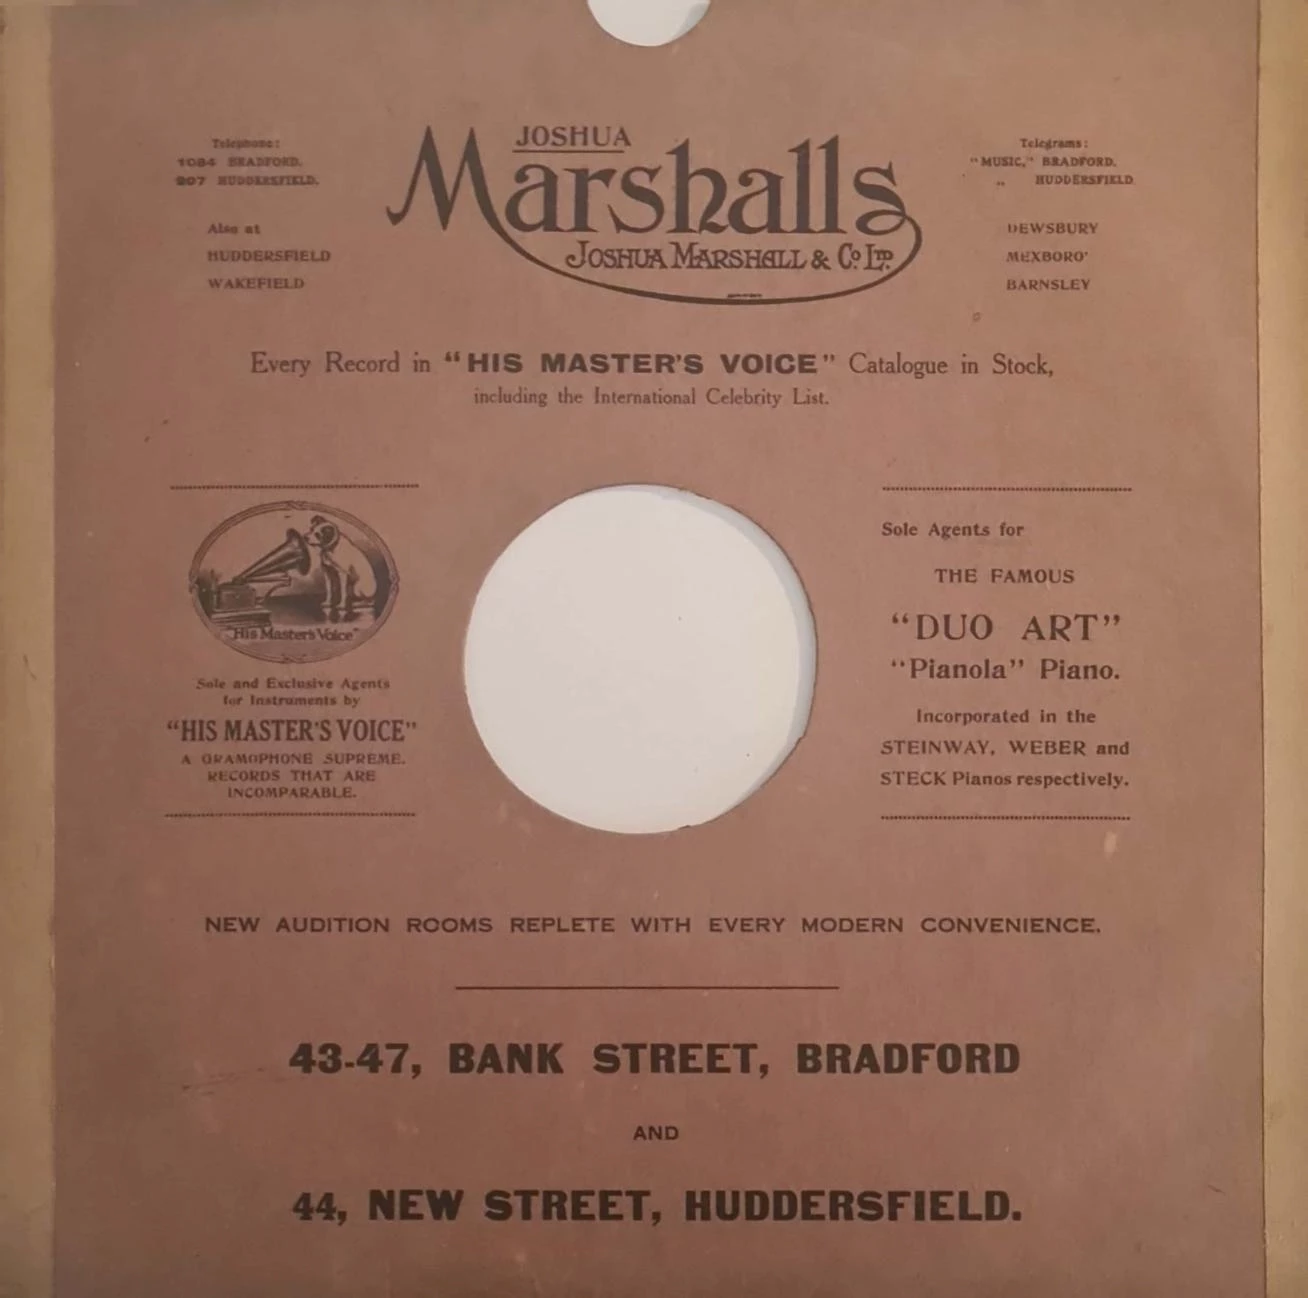 Telephone:
1084 BRADFORD.
907 HUDDERSFIELD.
Also at
HUDDERSFIELD
WAKEFIELD
JOSHUA
Marshalls
JOSHUA MARSHALL & Co. LTD.
Telegrams:
"MUSIC," BRADFORD.
" HUDDERSFIELD
DEWSBURY
MEXBORO'
BARNSLEY
Every Record in "HIS MASTER'S VOICE" Catalogue in Stock,
including the International Celebrity List.
"His Master's Voice"
Sole and Exclusive Agents
for Instruments by
"HIS MASTER'S VOICE"
A GRAMOPHONE SUPREME.
RECORDS THAT ARE
INCOMPARABLE.
Sole Agents for
THE FAMOUS
"DUO ART"
"Pianola" Piano.
Incorporated in the
STEINWAY, WEBER and
STECK Pianos respectively.
NEW AUDITION ROOMS REPLETE WITH EVERY MODERN CONVENIENCE.
43-47, BANK STREET, BRADFORD
AND
44, NEW STREET, HUDDERSFIELD.